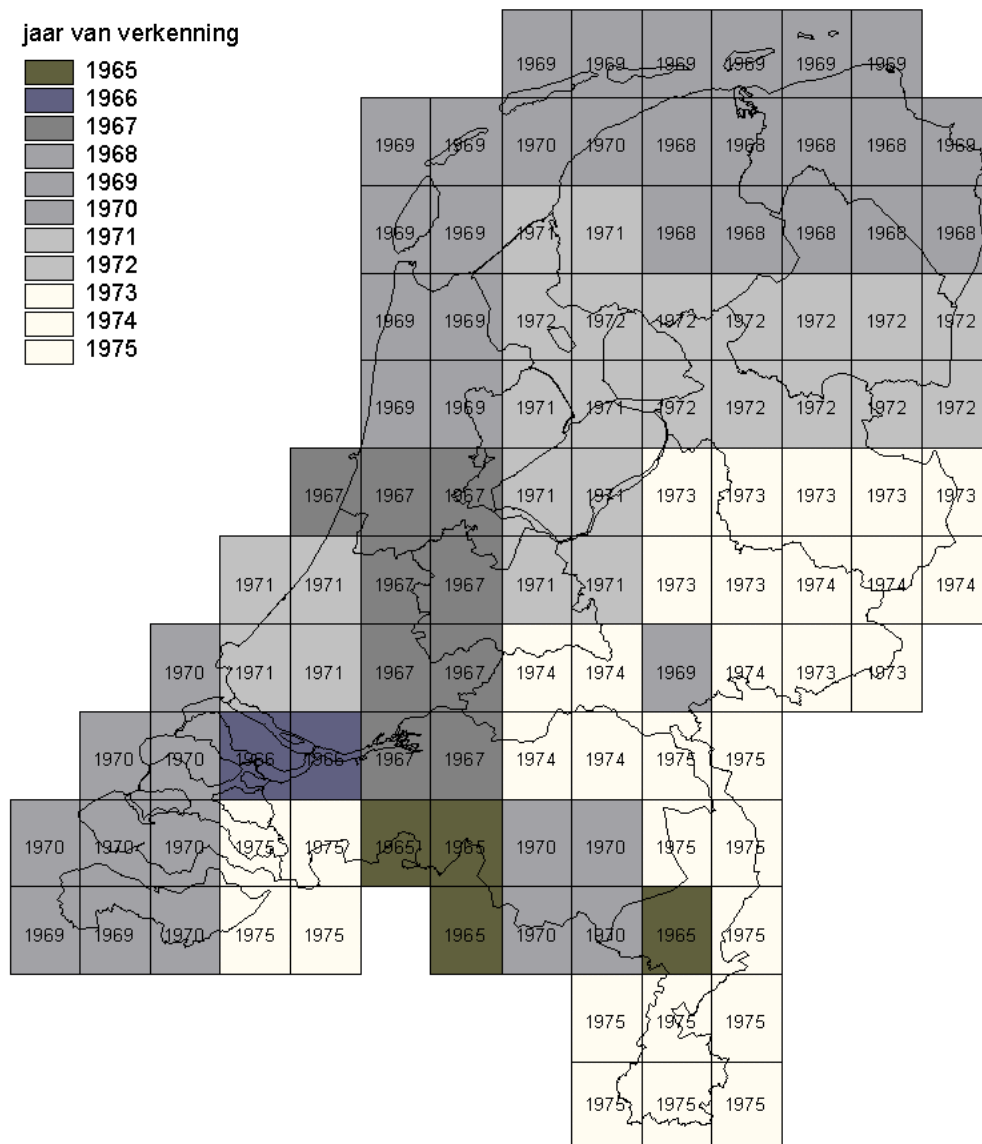 jaar van verkenning
1965
1966
1967
1968
1969
1970
1971
1972
1973
1974
1975
1969 1969 1969 1969 1969 1969
1969 1969 1970 1970 1968 1968 1968 1968 1969
1969 1969 1971 1971 1968 1968 1968 1968 1968
1969 1969 1972 1972 1972 1972 1972 1972 1972
1969 1969 1971 1971 1972 1972 1972 1972 1972
1967 1967 1967 1971 1971 1973 1973 1973 1973 1973
1971 1971 1967 1967 1971 1971 1973 1973 1974 1974 1974
1970 1971 1971 1967 1967 1974 1974 1969 1974 1973 1973
1970 1970 1966 1966 1967 1967 1974 1974 1975 1975
1970 1970 1970 1975 1975 1965 1965 1970 1970 1975 1975
1969 1969 1970 1975 1975 1965 1970 1970 1965 1975
1975 1975 1975
1975 1975 1975